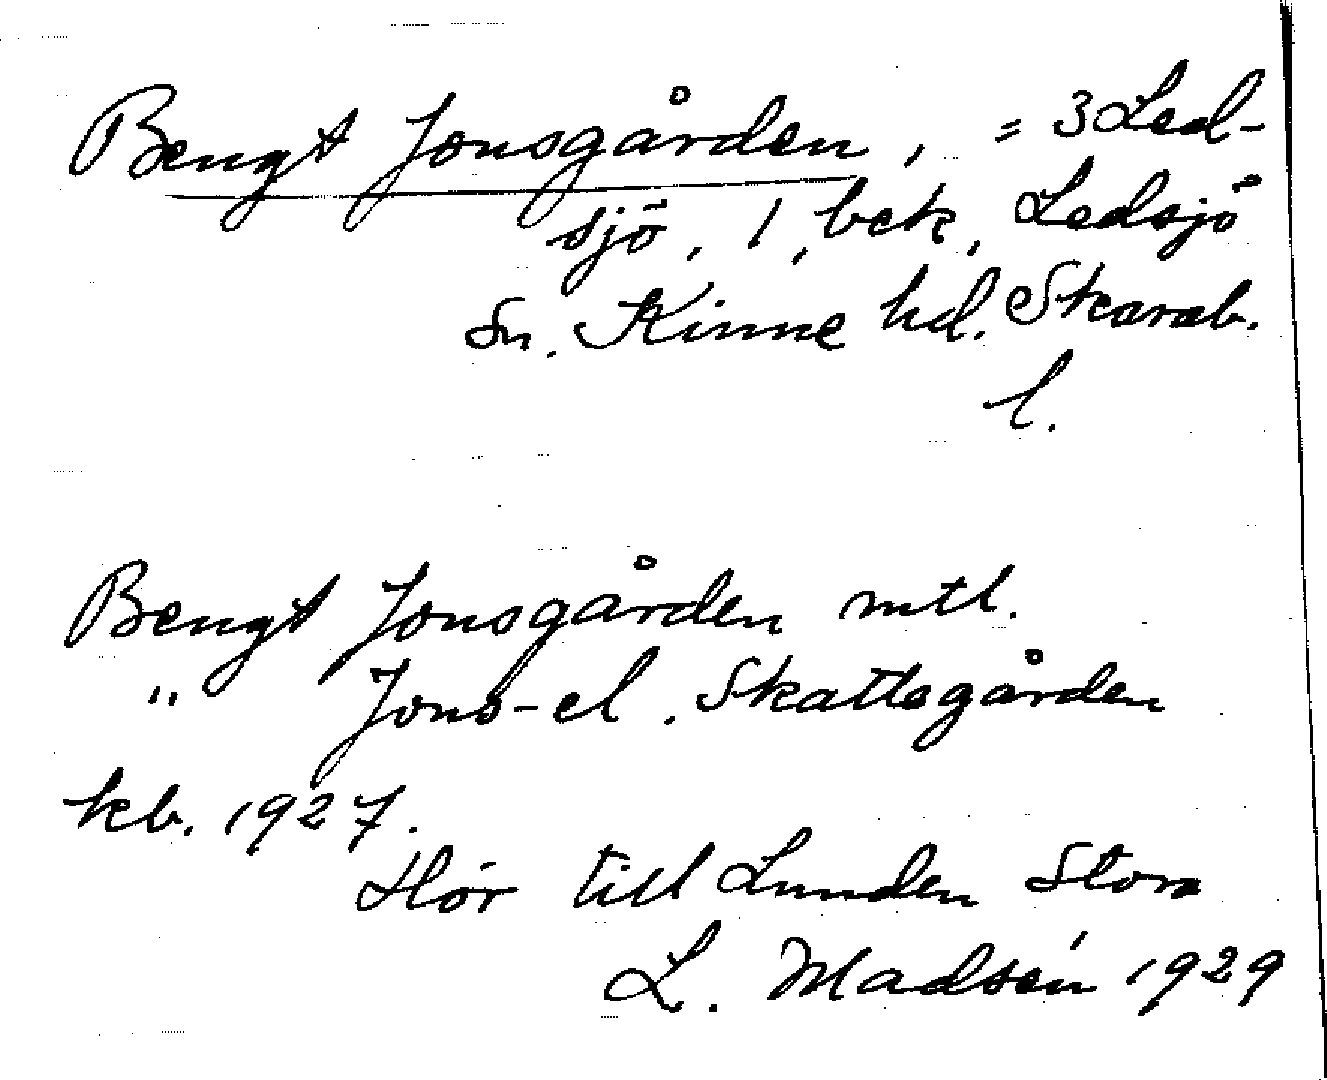 Bengt Jonsgården, = 3 Led-
sjö, 1, bek, Ledsjö
Sn. Kinne hd. Skarab.
l.
Bengt Jonsgården mtl.
" Jons- el. Skattegården
kb. 1927.
Hör till Lunden Stora
L. Madsén 1929